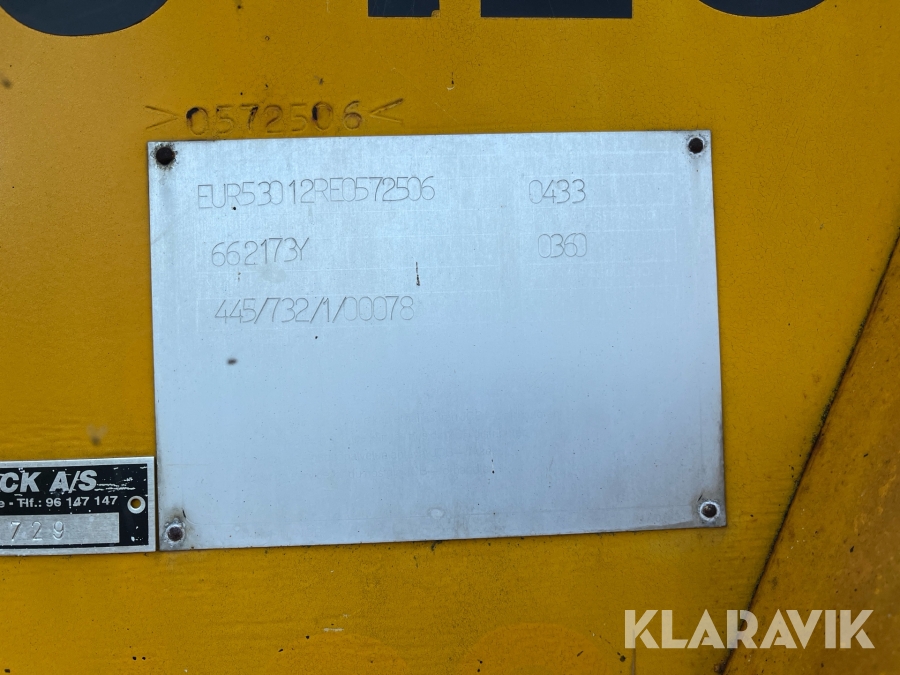 >0572506<
EUR53012RE0572506 0433
662173Y 0360
445/732/1/00078
CK A/S
e - Tlf.: 96 147 147
729
KLARAVIK